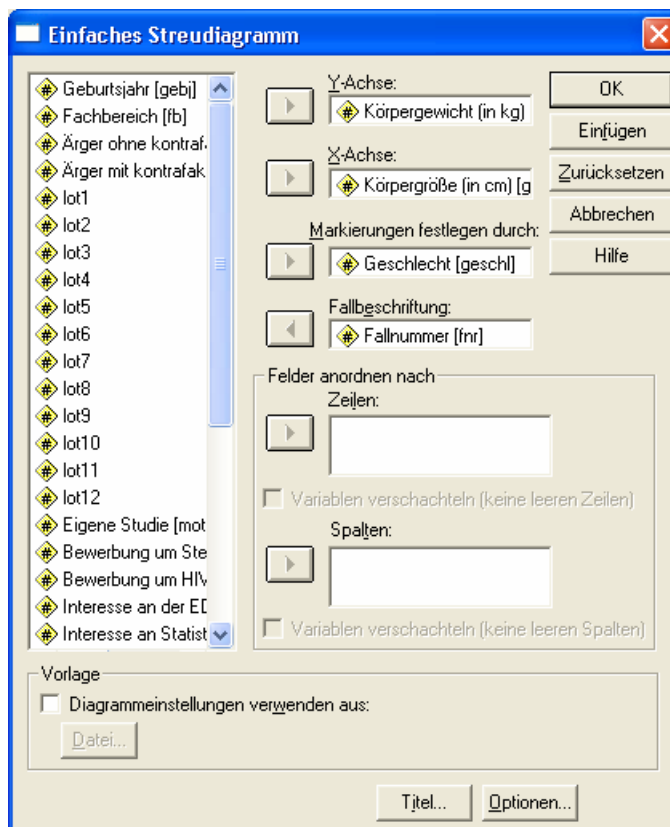 Einfaches Streudiagramm
Geburtsjahr [gebj]
Fachbereich [fb]
Ärger ohne kontraf
Ärger mit kontrafak
lot1
lot2
lot3
lot4
lot5
lot6
lot7
lot8
lot9
lot10
lot11
lot12
Eigene Studie [mot
Bewerbung um Ste
Bewerbung um HIV
Interesse an der ED
Interesse an Statist
Y-Achse:
Körpergewicht (in kg)
X-Achse:
Körpergröße (in cm) [g
Markierungen festlegen durch:
Geschlecht [geschl]
Fallbeschriftung:
Fallnummer [fnr]
Felder anordnen nach
Zeilen:
Variablen verschachteln (keine leeren Zeilen)
Spalten:
Variablen verschachteln (keine leeren Spalten)
OK
Einfügen
Zurücksetzen
Abbrechen
Hilfe
Vorlage
Diagrammeinstellungen verwenden aus:
Datei...
Titel...
Optionen...